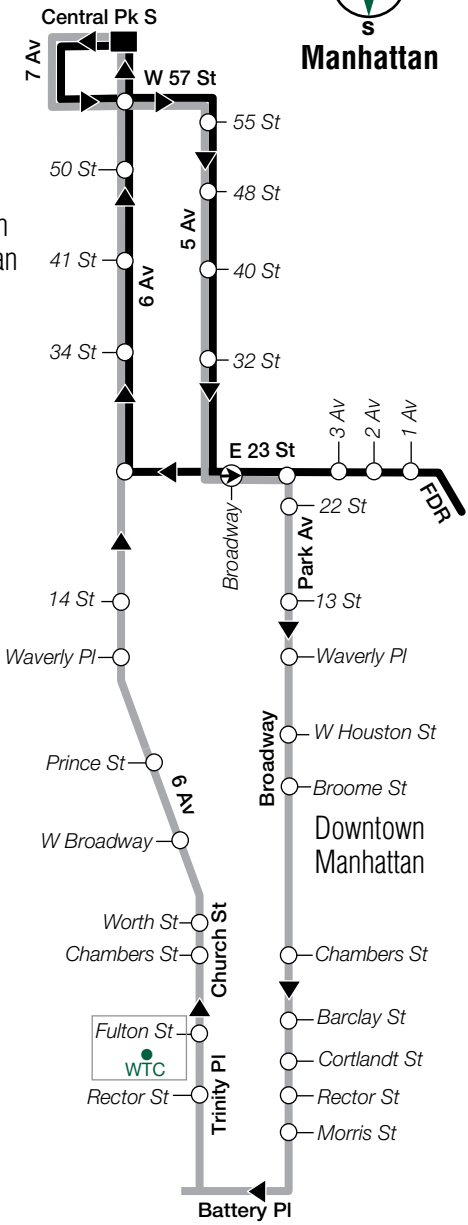 S
Manhattan
Central Pk S
7 Av
W 57 St
55 St
50 St
48 St
5 Av
41 St
40 St
6 Av
34 St
32 St
E 23 St
3 Av
2 Av
1 Av
FDR
Broadway
22 St
Park Av
14 St
13 St
Waverly Pl
Waverly Pl
W Houston St
Broadway
Prince St
6 Av
Broome St
Downtown
Manhattan
W Broadway
Worth St
Church St
Chambers St
Chambers St
Fulton St
WTC
Barclay St
Cortlandt St
Trinity Pl
Rector St
Rector St
Morris St
Battery Pl